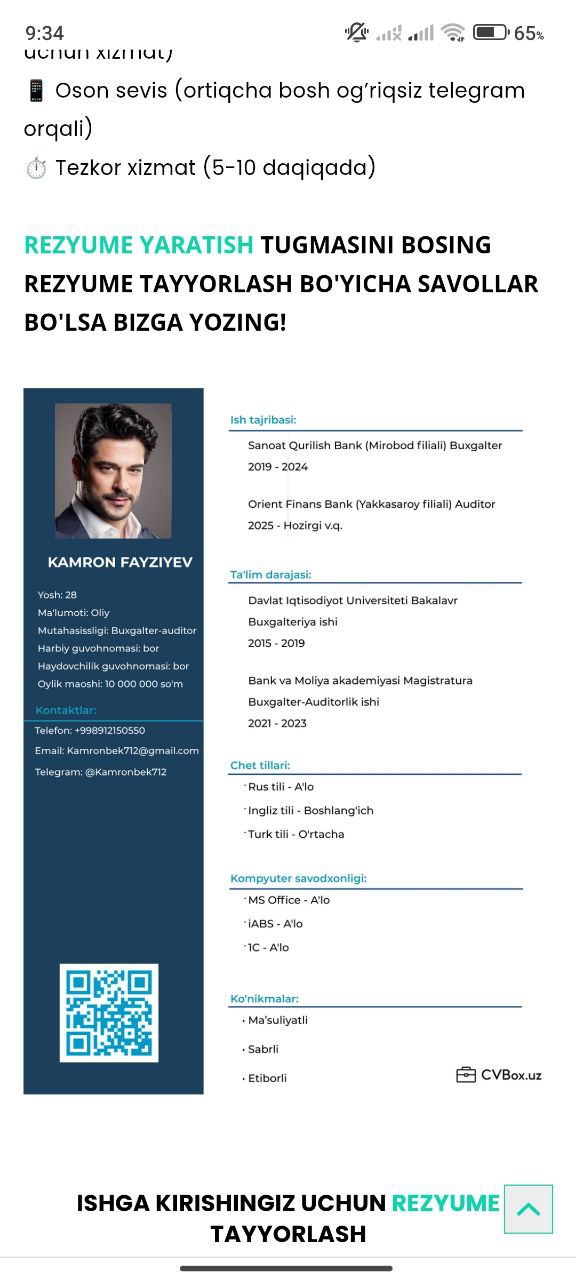 9:34
65%
uchun xizmat)
Oson sevis (ortiqcha bosh og’riqsiz telegram
orqali)
Tezkor xizmat (5-10 daqiqada)
REZYUME YARATISH TUGMASINI BOSING
REZYUME TAYYORLASH BO'YICHA SAVOLLAR
BO'LSA BIZGA YOZING!
KAMRON FAYZIYEV
Yosh: 28
Ma'lumoti: Oliy
Mutahasissligi: Buxgalter-auditor
Harbiy guvohnomasi: bor
Haydovchilik guvohnomasi: bor
Oylik maoshi: 10 000 000 so'm
Kontaktlar:
Telefon: +998912150550
Email: Kamronbek712@gmail.com
Telegram: @Kamronbek712
Ish tajribasi:
Sanoat Qurilish Bank (Mirobod filiali) Buxgalter
2019 - 2024
Orient Finans Bank (Yakkasaroy filiali) Auditor
2025 - Hozirgi v.q.
Ta'lim darajasi:
Davlat Iqtisodiyot Universiteti Bakalavr
Buxgalteriya ishi
2015 - 2019
Bank va Moliya akademiyasi Magistratura
Buxgalter-Auditorlik ishi
2021 - 2023
Chet tillari:
· Rus tili - A'lo
· Ingliz tili - Boshlang'ich
· Turk tili - O'rtacha
Kompyuter savodxonligi:
· MS Office - A'lo
· iABS - A'lo
· 1C - A'lo
Ko'nikmalar:
• Ma’suliyatli
• Sabrli
• Etiborli
CVBox.uz
ISHGA KIRISHINGIZ UCHUN REZYUME
TAYYORLASH